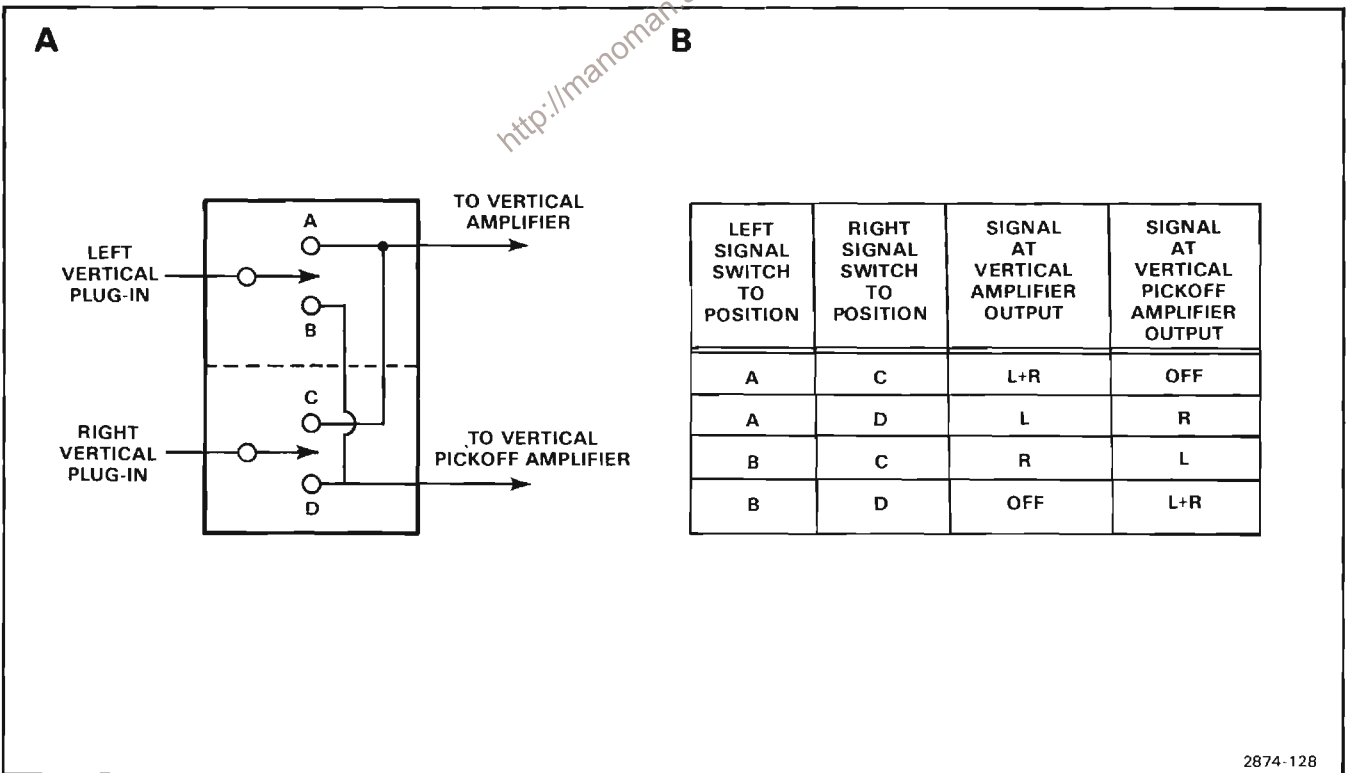 A
B
http://manoman.
TO VERTICAL
AMPLIFIER
A
LEFT
VERTICAL
PLUG-IN
B
C
RIGHT
VERTICAL
PLUG-IN
TO VERTICAL
PICKOFF AMPLIFIER
D
LEFT
SIGNAL
SWITCH
TO
POSITION
RIGHT
SIGNAL
SWITCH
TO
POSITION
SIGNAL
AT
VERTICAL
AMPLIFIER
OUTPUT
SIGNAL
AT
VERTICAL
PICKOFF
AMPLIFIER
OUTPUT
A C L+R OFF
A D L R
B C R L
B D OFF L+R
2874-128